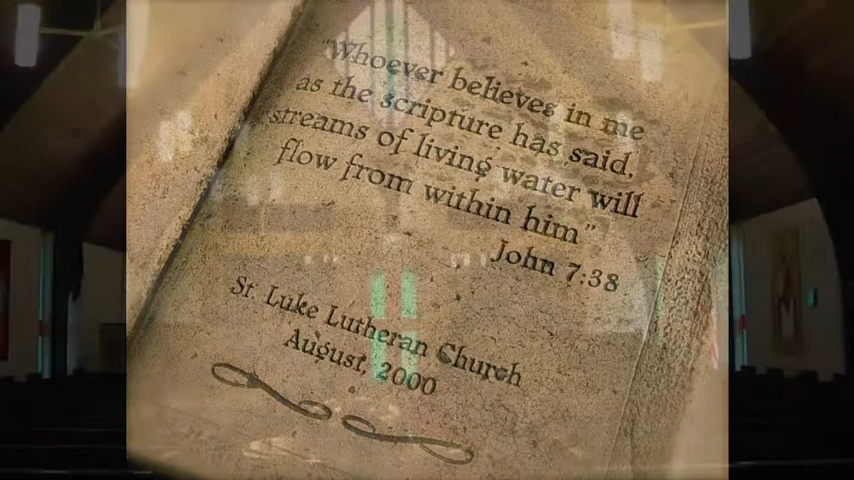 "Whoever believes in me
as the scripture has said,
streams of living water will
flow from within him"
John 7:38
St. Luke Lutheran Church
August, 2000